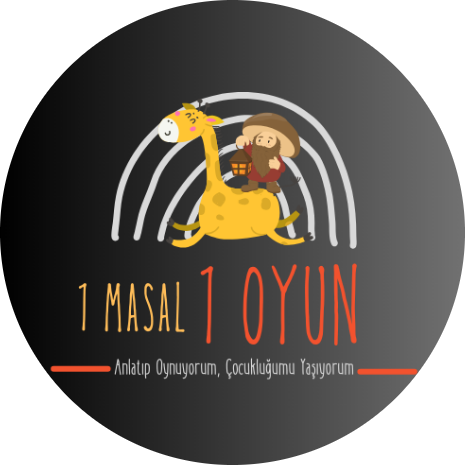 1 MASAL 1 OYUN
Anlatıp Oynuyorum, Çocukluğumu Yaşıyorum